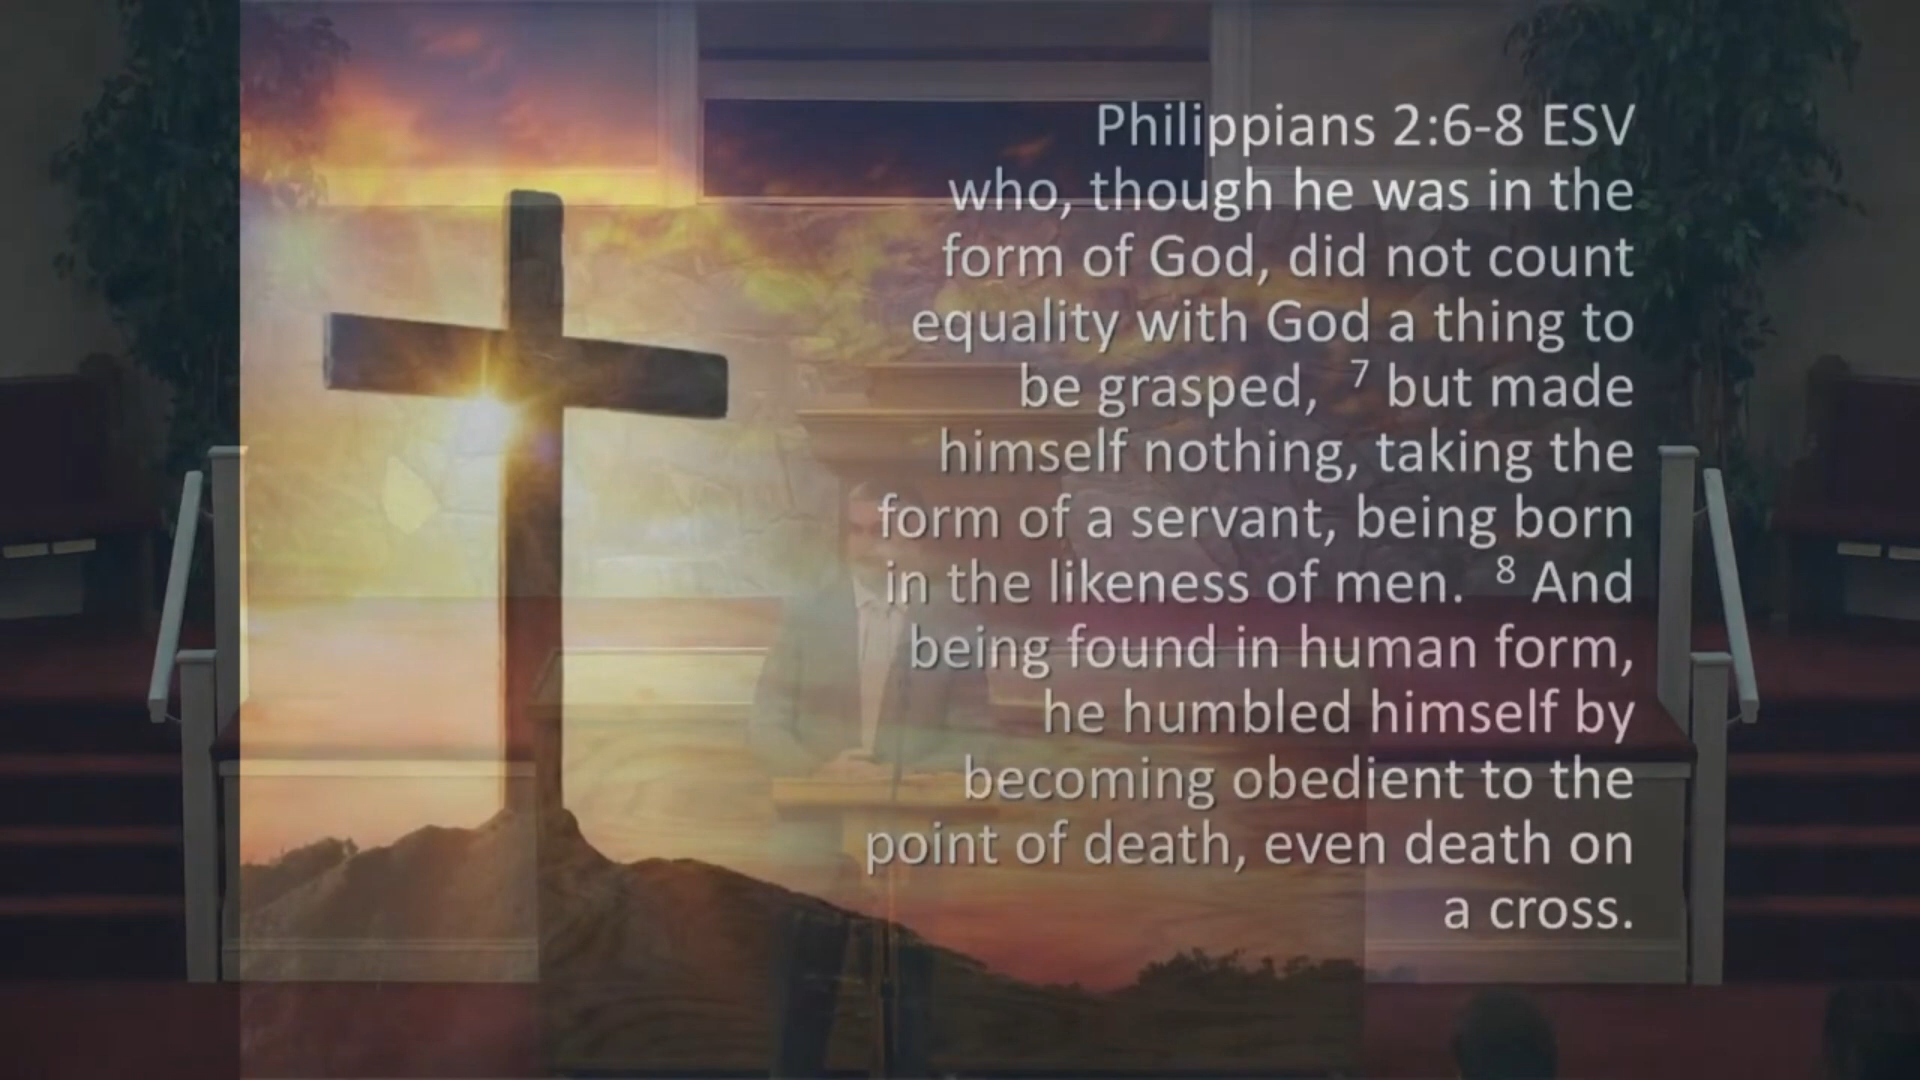 Philippians 2:6-8 ESV
who, though he was in the
form of God, did not count
equality with God a thing to
be grasped, ⁷ but made
himself nothing, taking the
form of a servant, being born
in the likeness of men. ⁸ And
being found in human form,
he humbled himself by
becoming obedient to the
point of death, even death on
a cross.